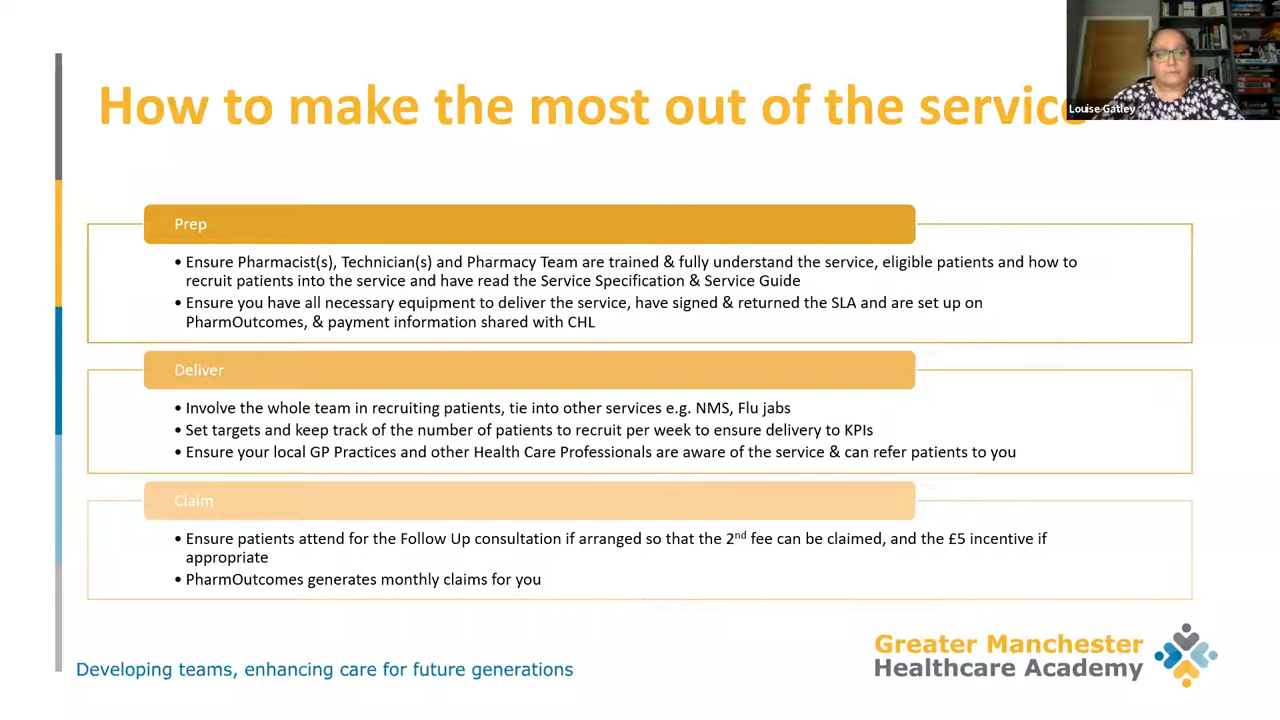 How to make the most out of the service
Louise Gatley
Prep
• Ensure Pharmacist(s), Technician(s) and Pharmacy Team are trained & fully understand the service, eligible patients and how to
recruit patients into the service and have read the Service Specification & Service Guide
• Ensure you have all necessary equipment to deliver the service, have signed & returned the SLA and are set up on
PharmOutcomes, & payment information shared with CHL
Deliver
• Involve the whole team in recruiting patients, tie into other services e.g. NMS, Flu jabs
• Set targets and keep track of the number of patients to recruit per week to ensure delivery to KPIs
• Ensure your local GP Practices and other Health Care Professionals are aware of the service & can refer patients to you
Claim
• Ensure patients attend for the Follow Up consultation if arranged so that the 2nd fee can be claimed, and the £5 incentive if
appropriate
• PharmOutcomes generates monthly claims for you
Developing teams, enhancing care for future generations
Greater Manchester
Healthcare Academy